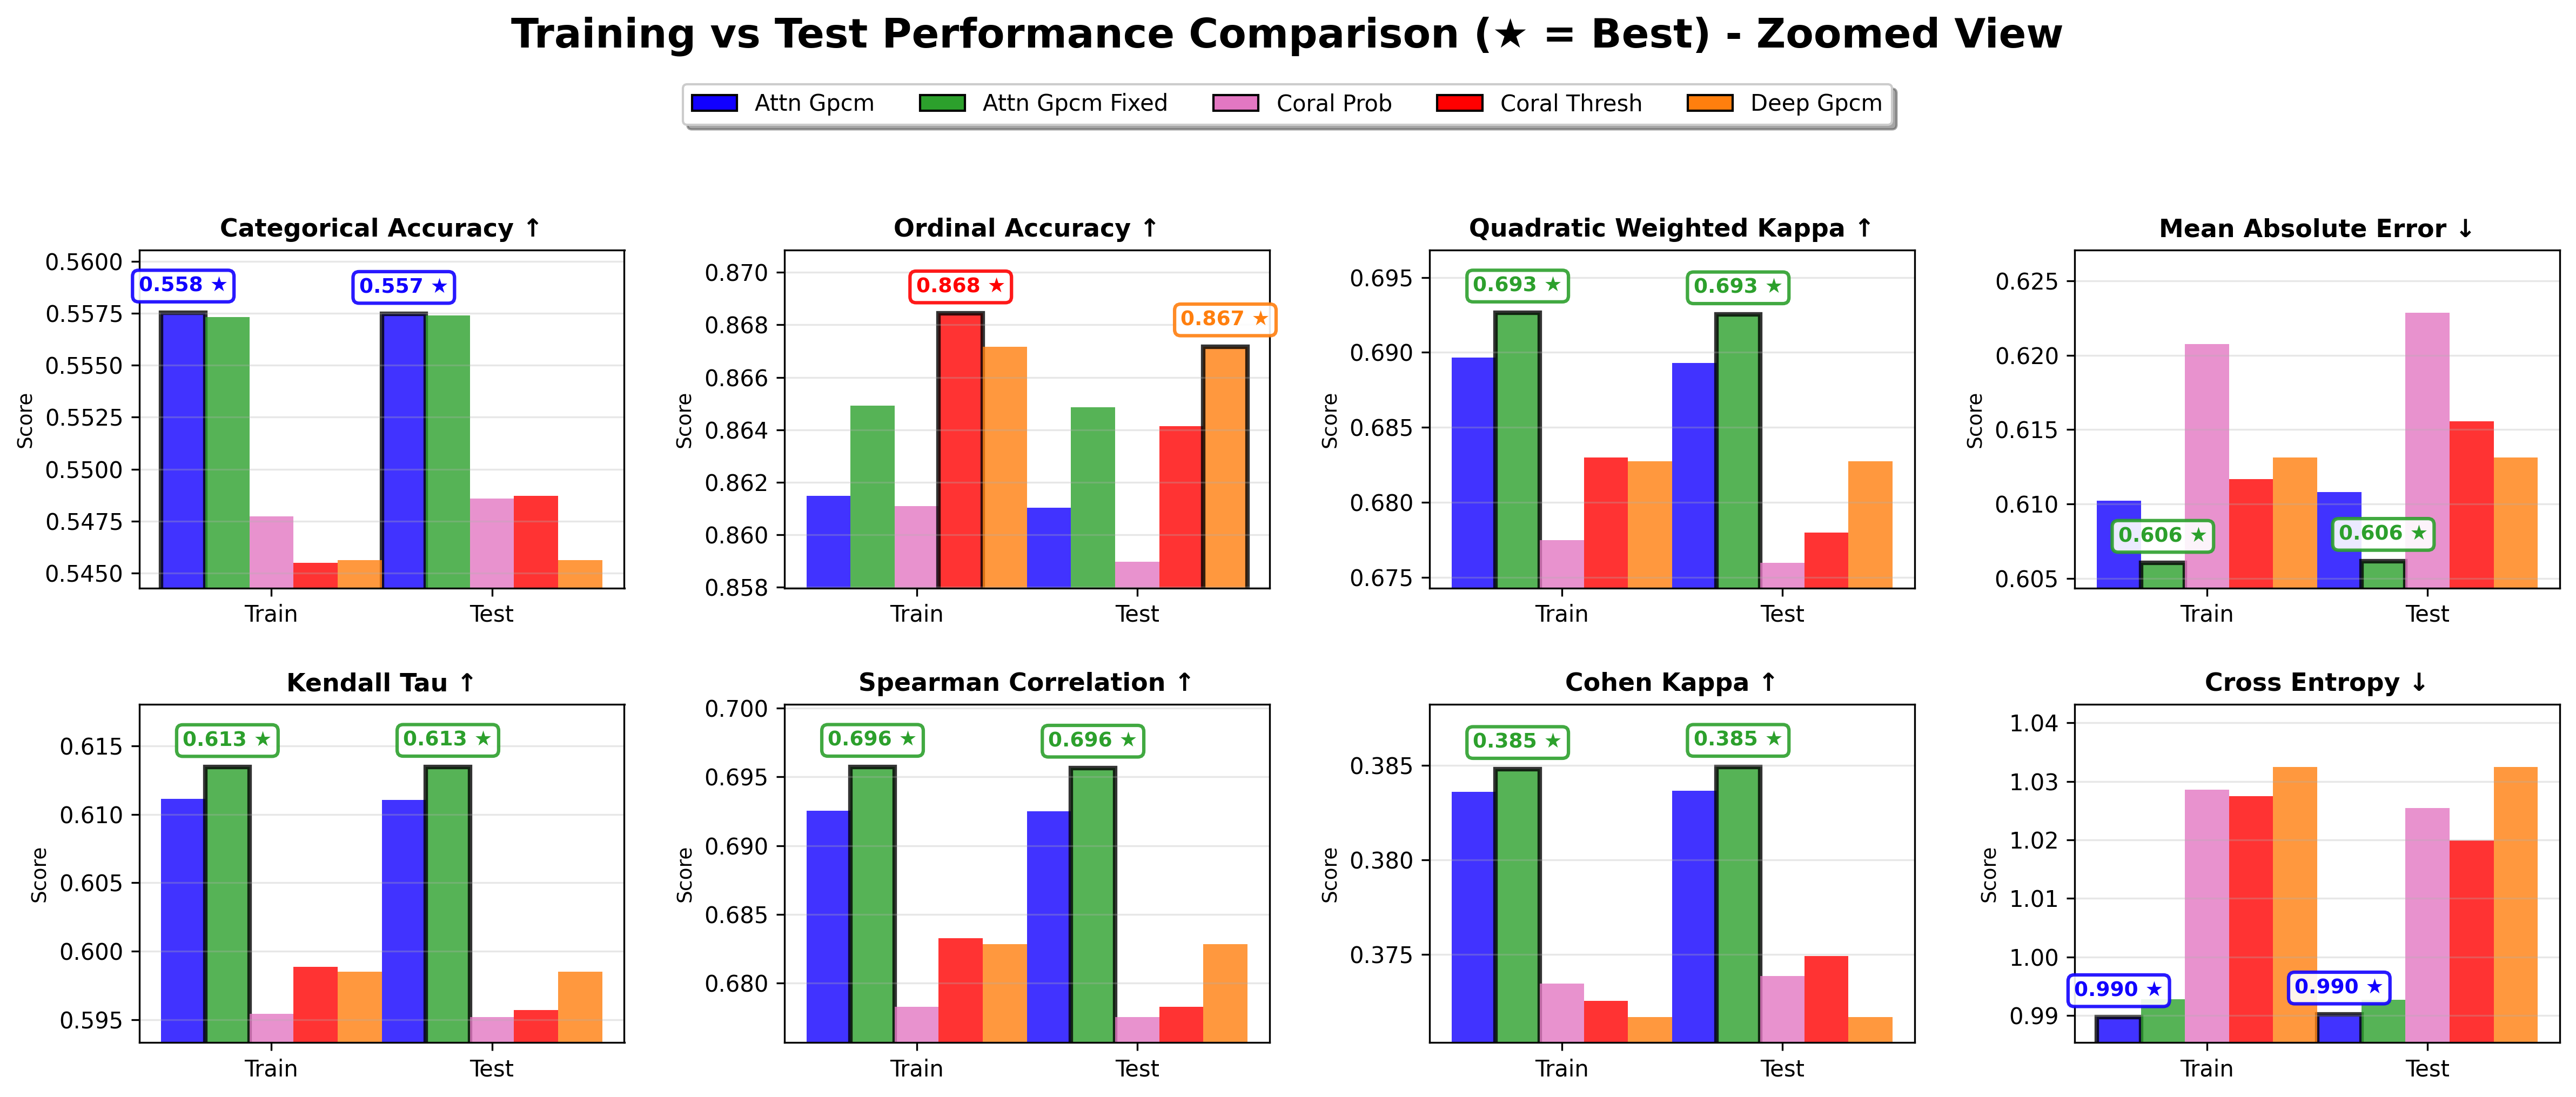 Training vs Test Performance Comparison (★ = Best) - Zoomed View
Attn Gpcm Attn Gpcm Fixed Coral Prob Coral Thresh Deep Gpcm
Categorical Accuracy ↑
Score
0.5600
0.5575
0.5550
0.5525
0.5500
0.5475
0.5450
0.558 ★
0.557 ★
Train Test
Ordinal Accuracy ↑
Score
0.870
0.868
0.866
0.864
0.862
0.860
0.858
0.868 ★
0.867 ★
Train Test
Quadratic Weighted Kappa ↑
Score
0.695
0.690
0.685
0.680
0.675
0.693 ★
0.693 ★
Train Test
Mean Absolute Error ↓
Score
0.625
0.620
0.615
0.610
0.605
0.606 ★
0.606 ★
Train Test
Kendall Tau ↑
Score
0.615
0.610
0.605
0.600
0.595
0.613 ★
0.613 ★
Train Test
Spearman Correlation ↑
Score
0.700
0.695
0.690
0.685
0.680
0.696 ★
0.696 ★
Train Test
Cohen Kappa ↑
Score
0.385
0.380
0.375
0.385 ★
0.385 ★
Train Test
Cross Entropy ↓
Score
1.04
1.03
1.02
1.01
1.00
0.99
0.990 ★
0.990 ★
Train Test